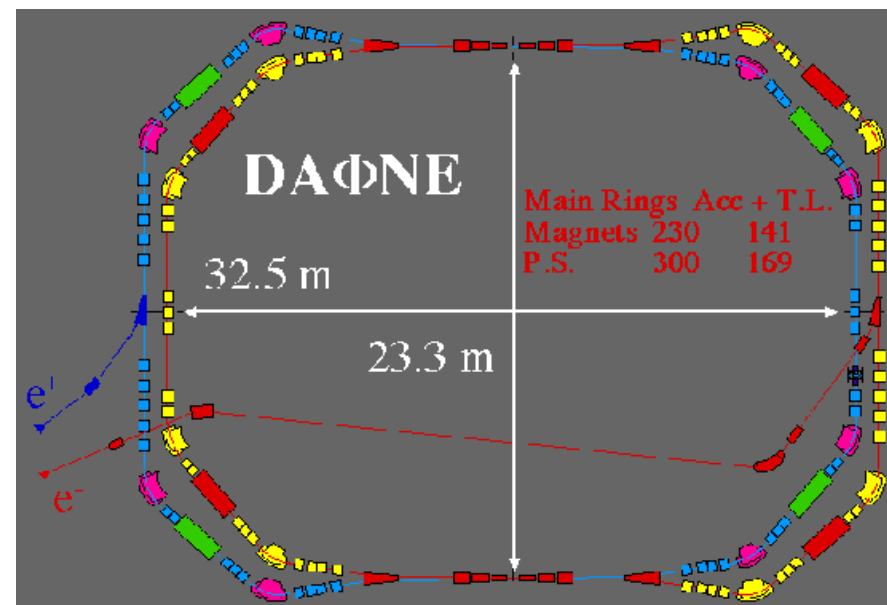 DAΦNE
Main Rings Acc + T.L.
Magnets 230 141
P.S. 300 169
32.5 m
23.3 m
e+
e-